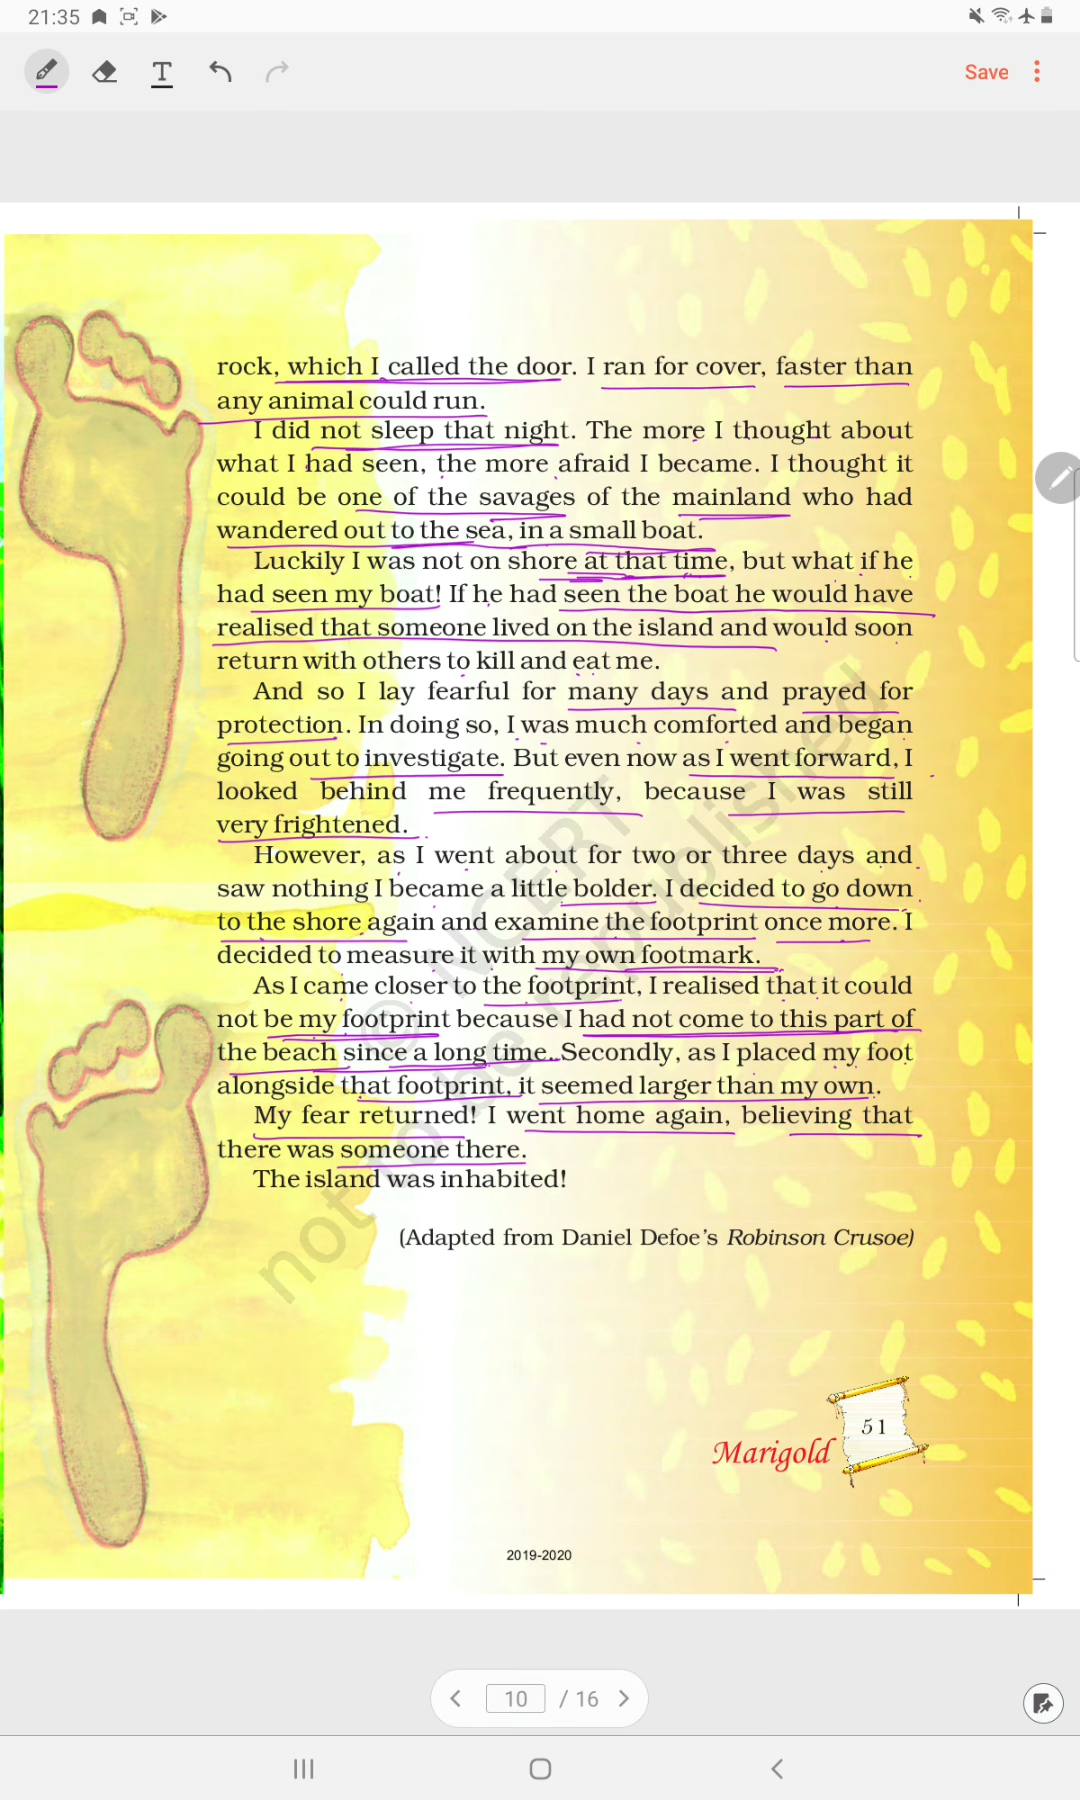 21:35
T
Save
rock, which I called the door. I ran for cover, faster than
any animal could run.
I did not sleep that night. The more I thought about
what I had seen, the more afraid I became. I thought it
could be one of the savages of the mainland who had
wandered out to the sea, in a small boat.
Luckily I was not on shore at that time, but what if he
had seen my boat! If he had seen the boat he would have
realised that someone lived on the island and would soon
return with others to kill and eat me.
And so I lay fearful for many days and prayed for
protection. In doing so, I was much comforted and began
going out to investigate. But even now as I went forward, I
looked behind me frequently, because I was still
very frightened.
However, as I went about for two or three days and
saw nothing I became a little bolder. I decided to go down
to the shore again and examine the footprint once more. I
decided to measure it with my own footmark.
As I came closer to the footprint, I realised that it could
not be my footprint because I had not come to this part of
the beach since a long time. Secondly, as I placed my foot
alongside that footprint, it seemed larger than my own.
My fear returned! I went home again, believing that
there was someone there.
The island was inhabited!
(Adapted from Daniel Defoe's Robinson Crusoe)
© NCERT
not to be republished
51
Marigold
2019-2020
10 / 16